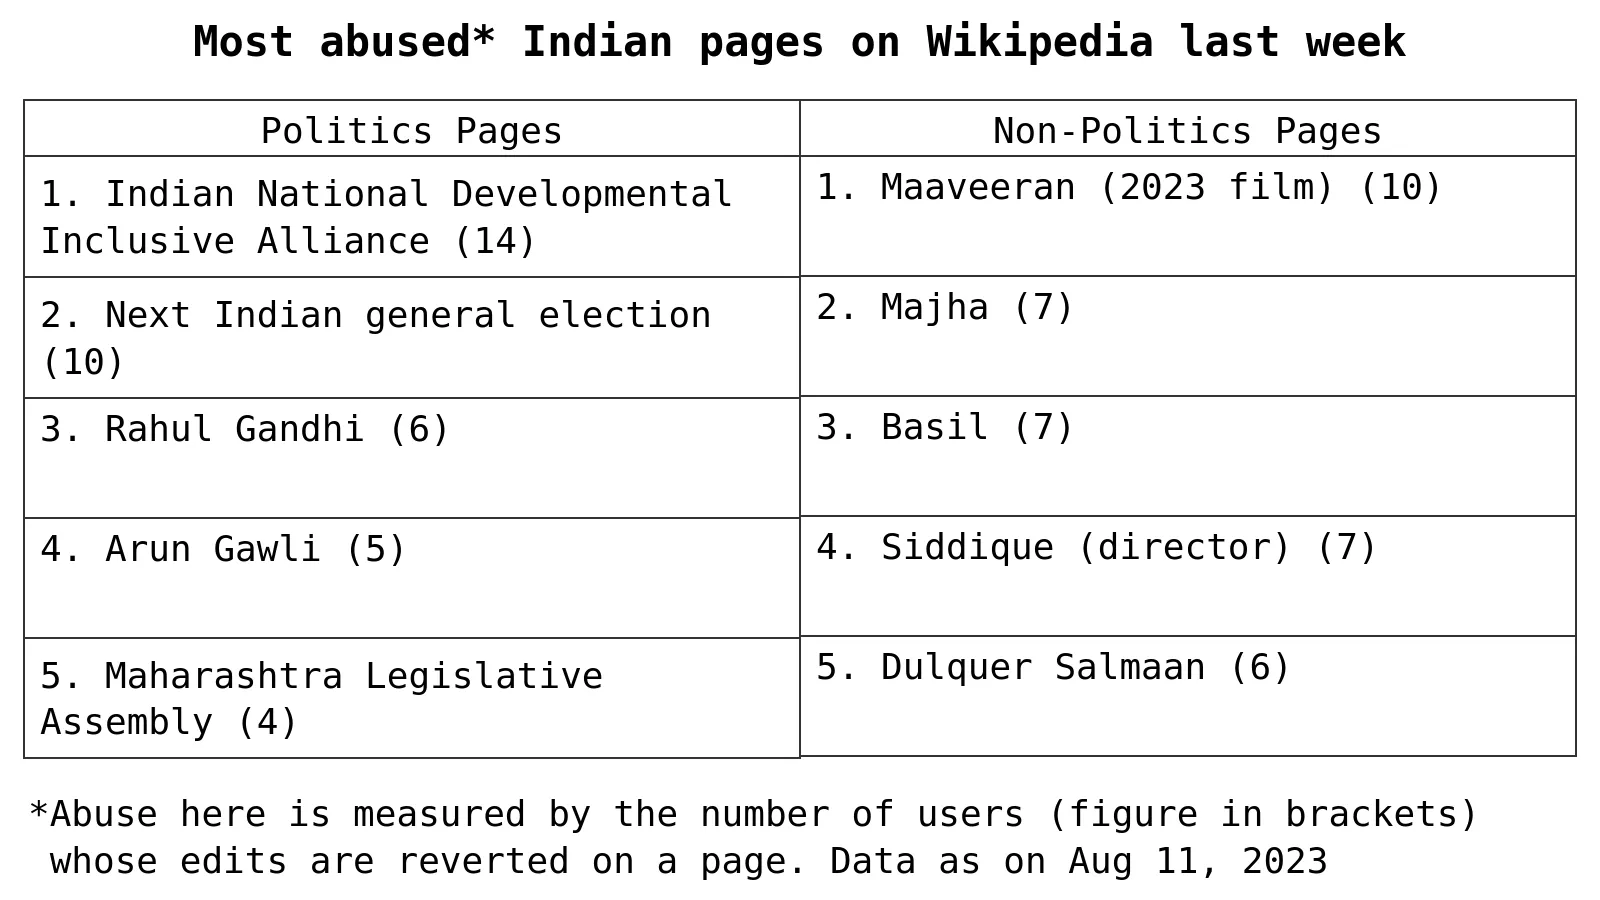 Most abused* Indian pages on Wikipedia last week
Politics Pages
1. Indian National Developmental
Inclusive Alliance (14)
2. Next Indian general election
(10)
3. Rahul Gandhi (6)
4. Arun Gawli (5)
5. Maharashtra Legislative
Assembly (4)
Non-Politics Pages
1. Maaveeran (2023 film) (10)
2. Majha (7)
3. Basil (7)
4. Siddique (director) (7)
5. Dulquer Salmaan (6)
*Abuse here is measured by the number of users (figure in brackets)
whose edits are reverted on a page. Data as on Aug 11, 2023